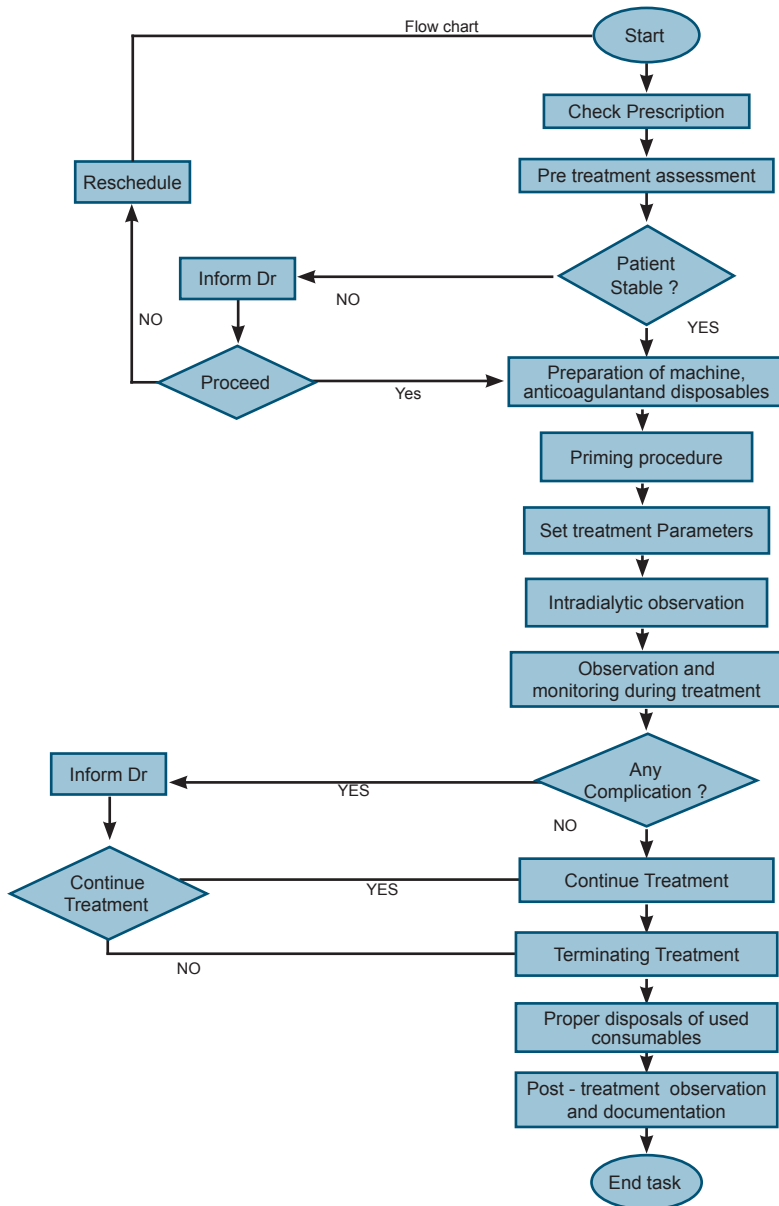 Flow chart
Start
Check Prescription
Pre treatment assessment
Reschedule
Patient
Stable ?
Inform Dr
NO
NO
YES
Proceed
Yes
Preparation of machine,
anticoagulantand disposables
Priming procedure
Set treatment Parameters
Intradialytic observation
Observation and
monitoring during treatment
Inform Dr
YES
Any
Complication ?
NO
Continue
Treatment
YES
Continue Treatment
NO
Terminating Treatment
Proper disposals of used
consumables
Post - treatment observation
and documentation
End task